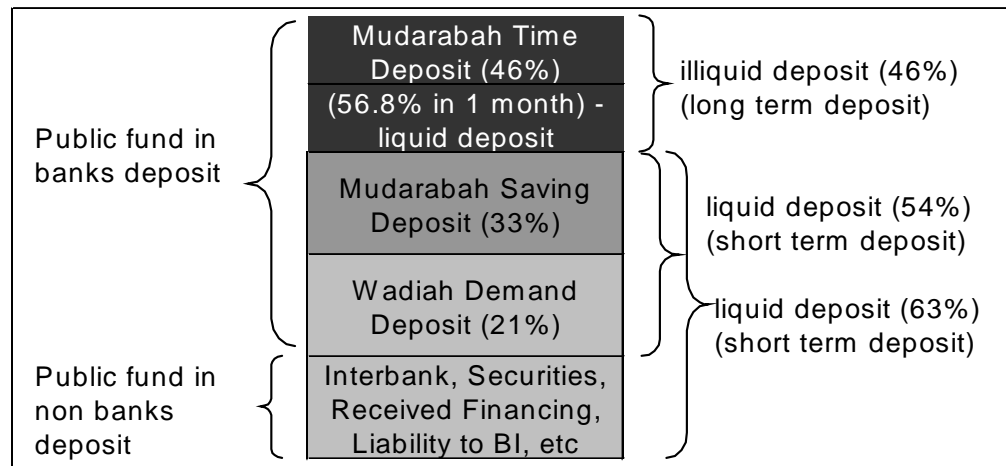 Public fund in
banks deposit
Public fund in
non banks
deposit
Mudarabah Time
Deposit (46%)
(56.8% in 1 month) -
liquid deposit
Mudarabah Saving
Deposit (33%)
Wadiah Demand
Deposit (21%)
Interbank, Securities,
Received Financing,
Liability to BI, etc
illiquid deposit (46%)
(long term deposit)
liquid deposit (54%)
(short term deposit)
liquid deposit (63%)
(short term deposit)